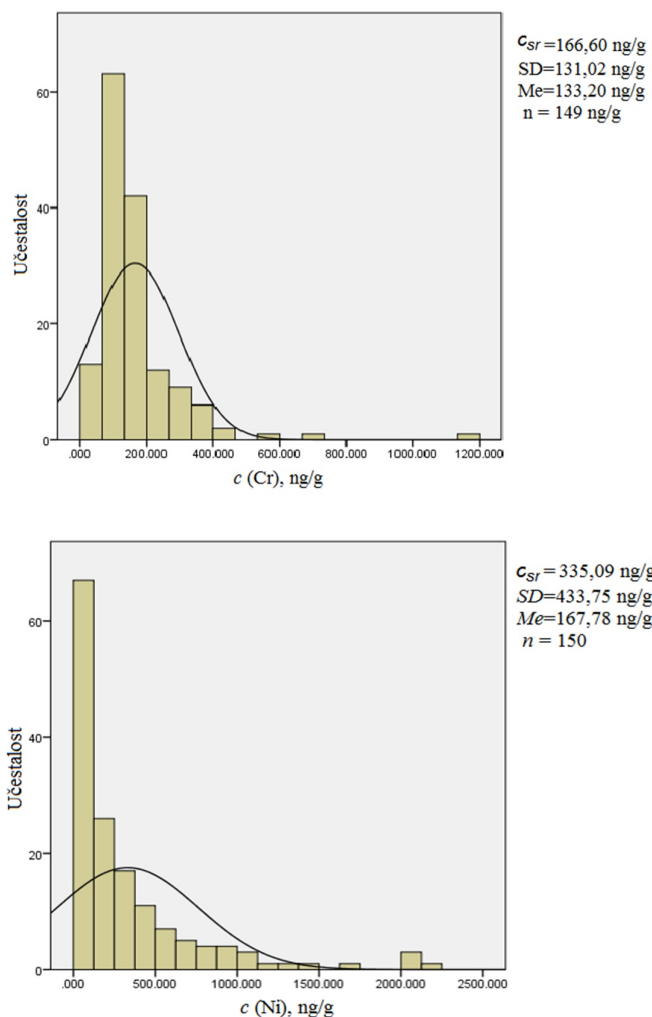 c_sr =166,60 ng/g
SD=131,02 ng/g
Me=133,20 ng/g
n = 149 ng/g
Učestalost
60
40
20
0
.000 200.000 400.000 600.000 800.000 1000.000 1200.000
c (Cr), ng/g
c_sr = 335,09 ng/g
SD=433,75 ng/g
Me=167,78 ng/g
n = 150
Učestalost
60
40
20
0
.000 500.000 1000.000 1500.000 2000.000 2500.000
c (Ni), ng/g